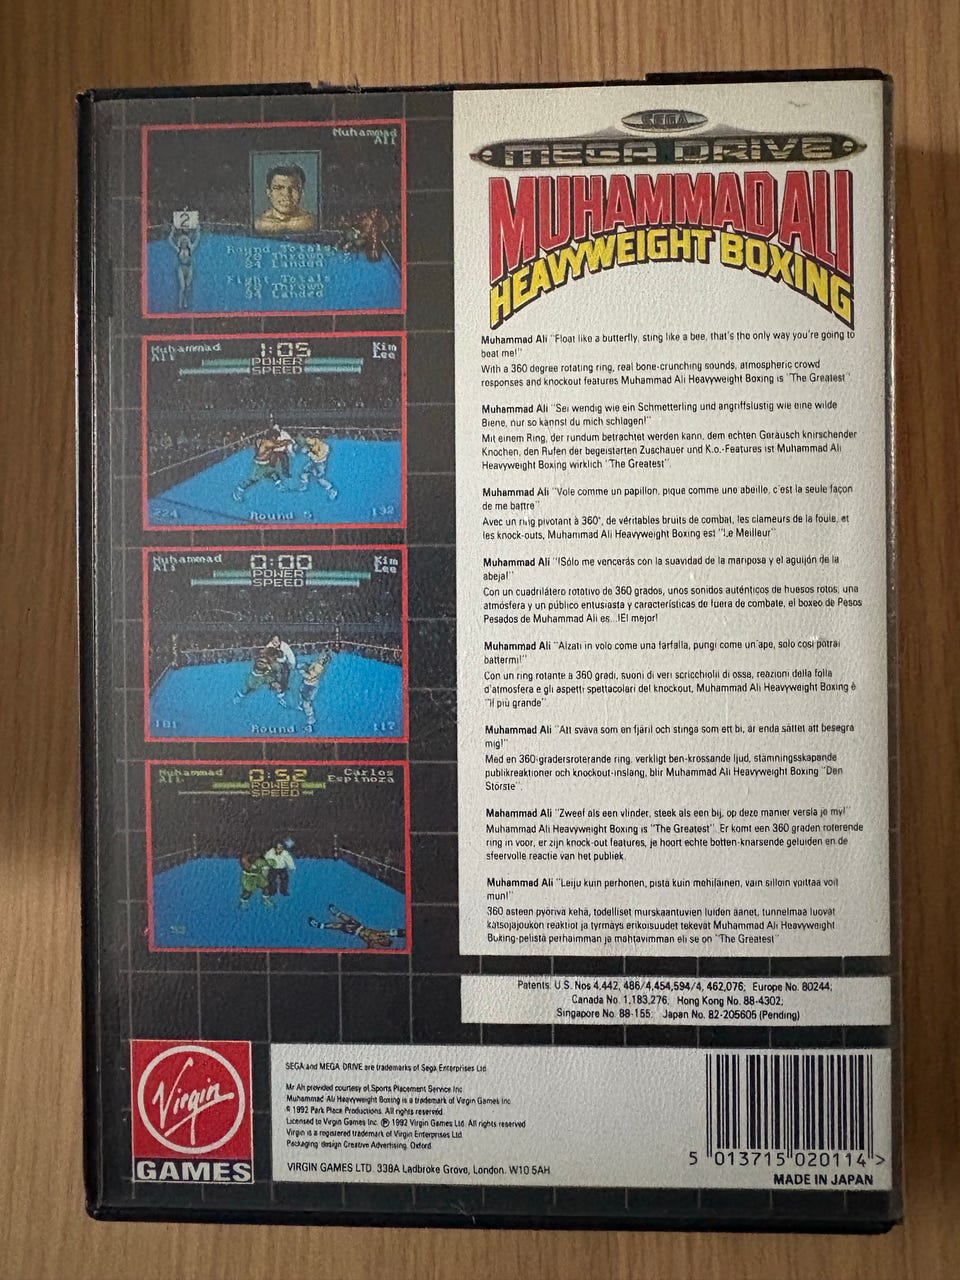 Muhammad
Ali
2
Round Totals
Thrown
84 Landed
Fight Totals
Thrown
84 Landed
Muhammad
Ali
1:05
POWER
SPEED
Kim
Lee
224
Round 5
192
Muhammad
Ali
0:00
POWER
SPEED
Kim
Lee
181
Round 4
117
Muhammad
Ali
0:52
POWER
SPEED
Carlos
Espinoza
SEGA
MEGA DRIVE
MUHAMMAD ALI
HEAVYWEIGHT BOXING
Muhammad Ali "Float like a butterfly, sting like a bee, that's the only way you're going to
beat me!"
With a 360 degree rotating ring, real bone-crunching sounds, atmospheric crowd
responses and knockout features Muhammad Ali Heavyweight Boxing is "The Greatest"
Muhammad Ali "Sei wendig wie ein Schmetterling und angriffslustig wie eine wilde
Biene, nur so kannst du mich schlagen!"
Mit einem Ring, der rundum betrachtet werden kann, dem echten Geräusch knirschender
Knochen, den Rufen der begeistarten Zuschauer und K.o.-Features ist Muhammad Ali
Heavyweight Boxing wirklich "The Greatest".
Muhammad Ali "Vole comme un papillon, pique comme une abeille, c'est la seule façon
de me battre"
Avec un ring pivotant à 360°, de véritables bruits de combat, les clameurs de la foule, et
les knock-outs, Muhammad Ali Heavyweight Boxing est "Le Meilleur"
Muhammad Ali "!Sólo me vencerás con la suavidad de la mariposa y el aguijón de la
abeja!"
Con un cuadrilátero rototivo de 360 grados, unos sonidos auténticos de huesos rotos, una
atmósfera y un público entusiasta y características de fuera de combate, el boxeo de Pesos
Pesados de Muhammad Ali es...!El mejor!
Muhammad Ali "Alzati in volo come una farfalla, pungi come un'ape, solo cosi potrai
battermi!"
Con un ring rotante a 360 gradi, suoni di veri scricchiolii di ossa, reazioni della folla
d'atmosfera e gli aspetti spettacolari del knockout, Muhammad Ali Heavyweight Boxing è
"il più grande".
Muhammad Ali "Att sväva som en fjäril och stinga som ett bi, är enda sättet att besegra
mig!"
Med en 360-gradersroterande ring, verkligt ben-krossande ljud, stämningsskapande
publikreaktioner och knockout-inslang, blir Muhammad Ali Heavyweight Boxing "Den
Störste".
Mahammad Ali "Zweef als een vlinder, steek als een bij, op deze manier versla je my!"
Muhammad Ali Heavyweight Boxing is "The Greatest". Er komt een 360 graden roterende
ring in voor, er zijn knock-out features, je hoort echte botten-knarsende geluiden en de
sfeervolle reactie van het publiek.
Muhammad Ali "Leiju kuin perhonen, pistä kuin mehiläinen, vain silloin voittaa voit
mun!"
360 asteen pyörivä kehä, todelliset murskaantuvien luiden äänet, tunnelmaa luovat
katsojajoukon reaktiot ja tyrmäys erikoisuudet tekevät Muhammad Ali Heavyweight
Buking-pelistä perhaimman ja mahtavimman eli se on "The Greatest"
Patents: U.S. Nos 4,442, 486/4,454,594/4, 462,076; Europe No. 80244;
Canada No. 1,183,276; Hong Kong No. 88-4302;
Singapore No. 88-155; Japan No. 82-205605 (Pending)
Virgin
GAMES
SEGA and MEGA DRIVE are trademarks of Sega Enterprises Ltd.
Mr Ali provided courtesy of Sports Placement Service Inc
Muhammad Ali Heavyweight Boxing is a trademark of Virgin Games Inc
© 1992 Park Place Productions. All rights reserved.
Licensed to Virgin Games Inc. ℗ 1992 Virgin Games Ltd. All rights reserved
Virgin is a registered trademark of Virgin Enterprises Ltd.
Packaging design Creative Advertising, Oxford.
VIRGIN GAMES LTD. 338A Ladbroke Grove, London. W10 5AH
5 013715 020114 >
MADE IN JAPAN